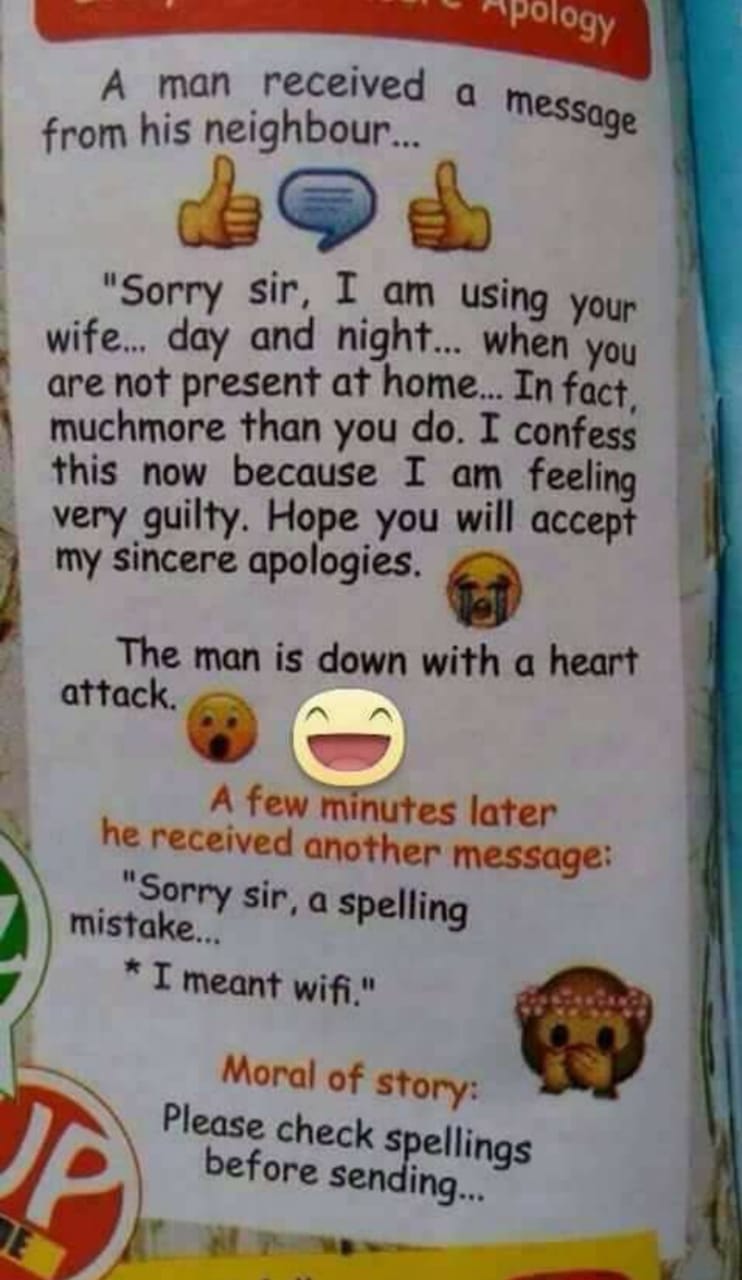 Apology
A man received a message
from his neighbour...
"Sorry sir, I am using your
wife... day and night... when you
are not present at home... In fact,
muchmore than you do. I confess
this now because I am feeling
very guilty. Hope you will accept
my sincere apologies.
The man is down with a heart
attack.
A few minutes later
he received another message:
"Sorry sir, a spelling
mistake...
* I meant wifi."
Moral of story:
Please check spellings
before sending...
UP